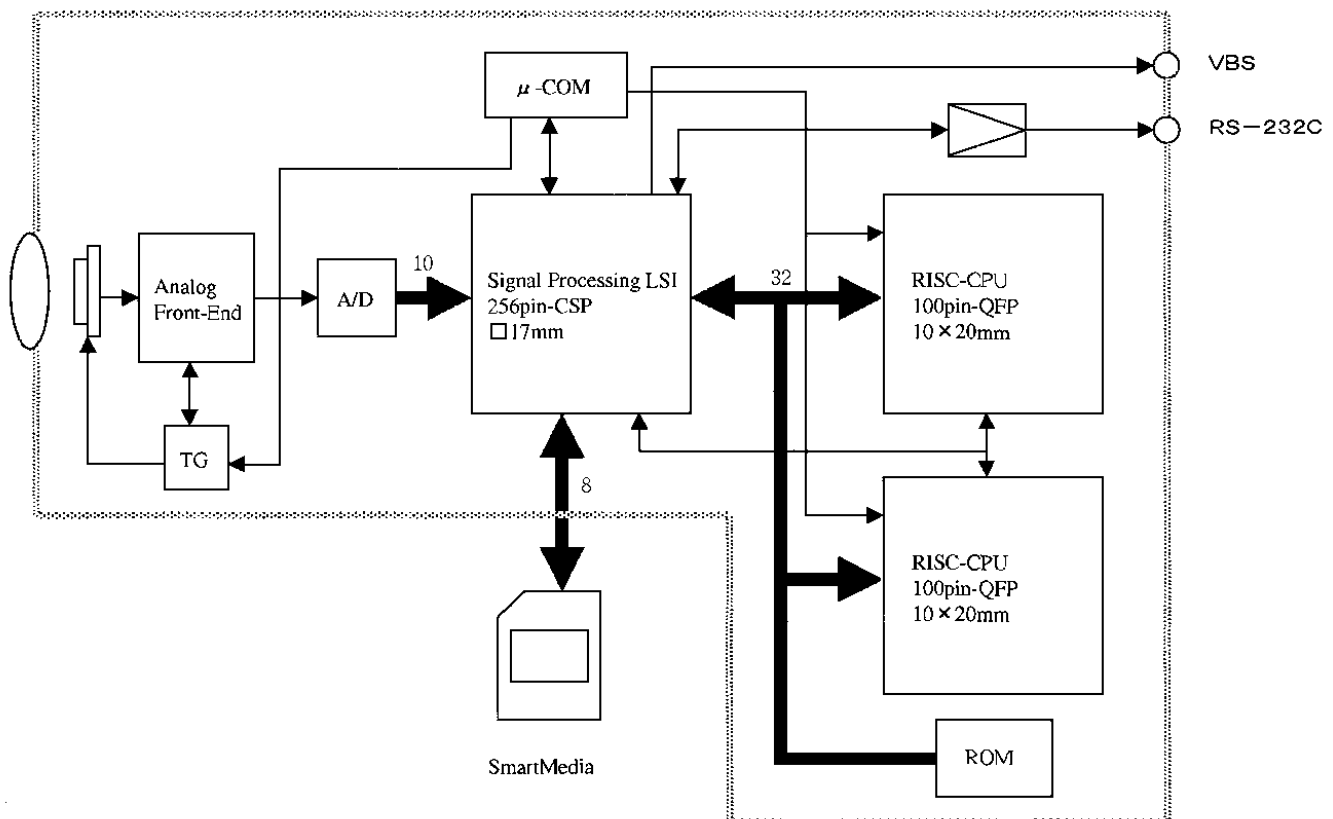 VBS
μ-COM
RS-232C
10
32
Analog
Front-End
A/D
Signal Processing LSI
256pin-CSP
□17mm
RISC-CPU
100pin-QFP
10×20mm
TG
8
RISC-CPU
100pin-QFP
10×20mm
SmartMedia
ROM